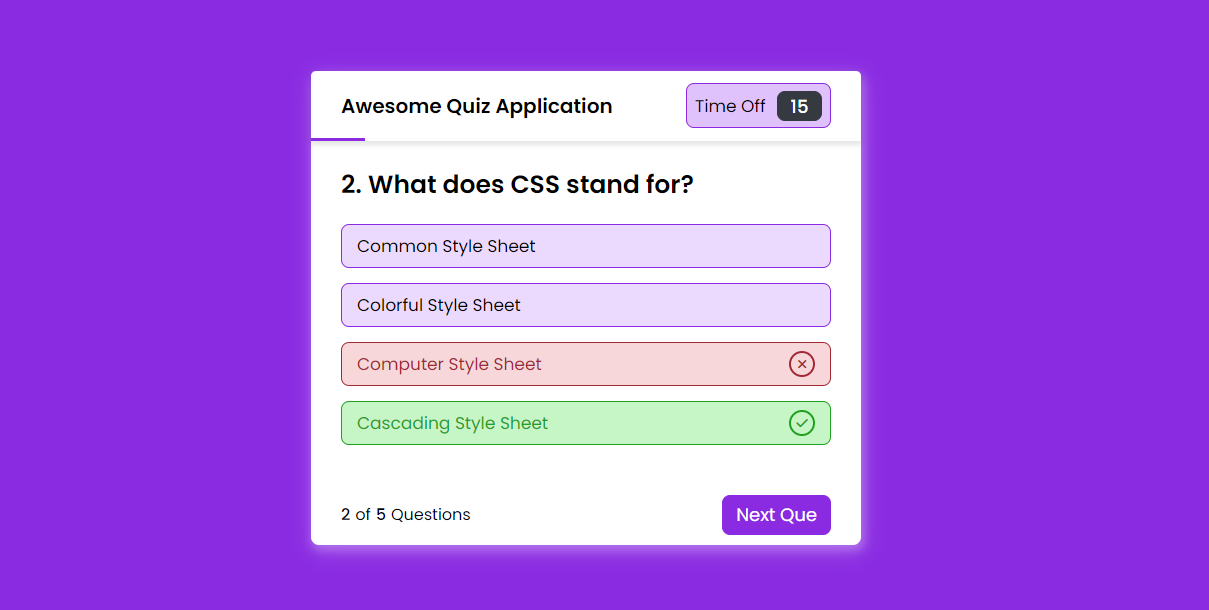 Awesome Quiz Application
Time Off 15
2. What does CSS stand for?
Common Style Sheet
Colorful Style Sheet
Computer Style Sheet
Cascading Style Sheet
2 of 5 Questions
Next Que